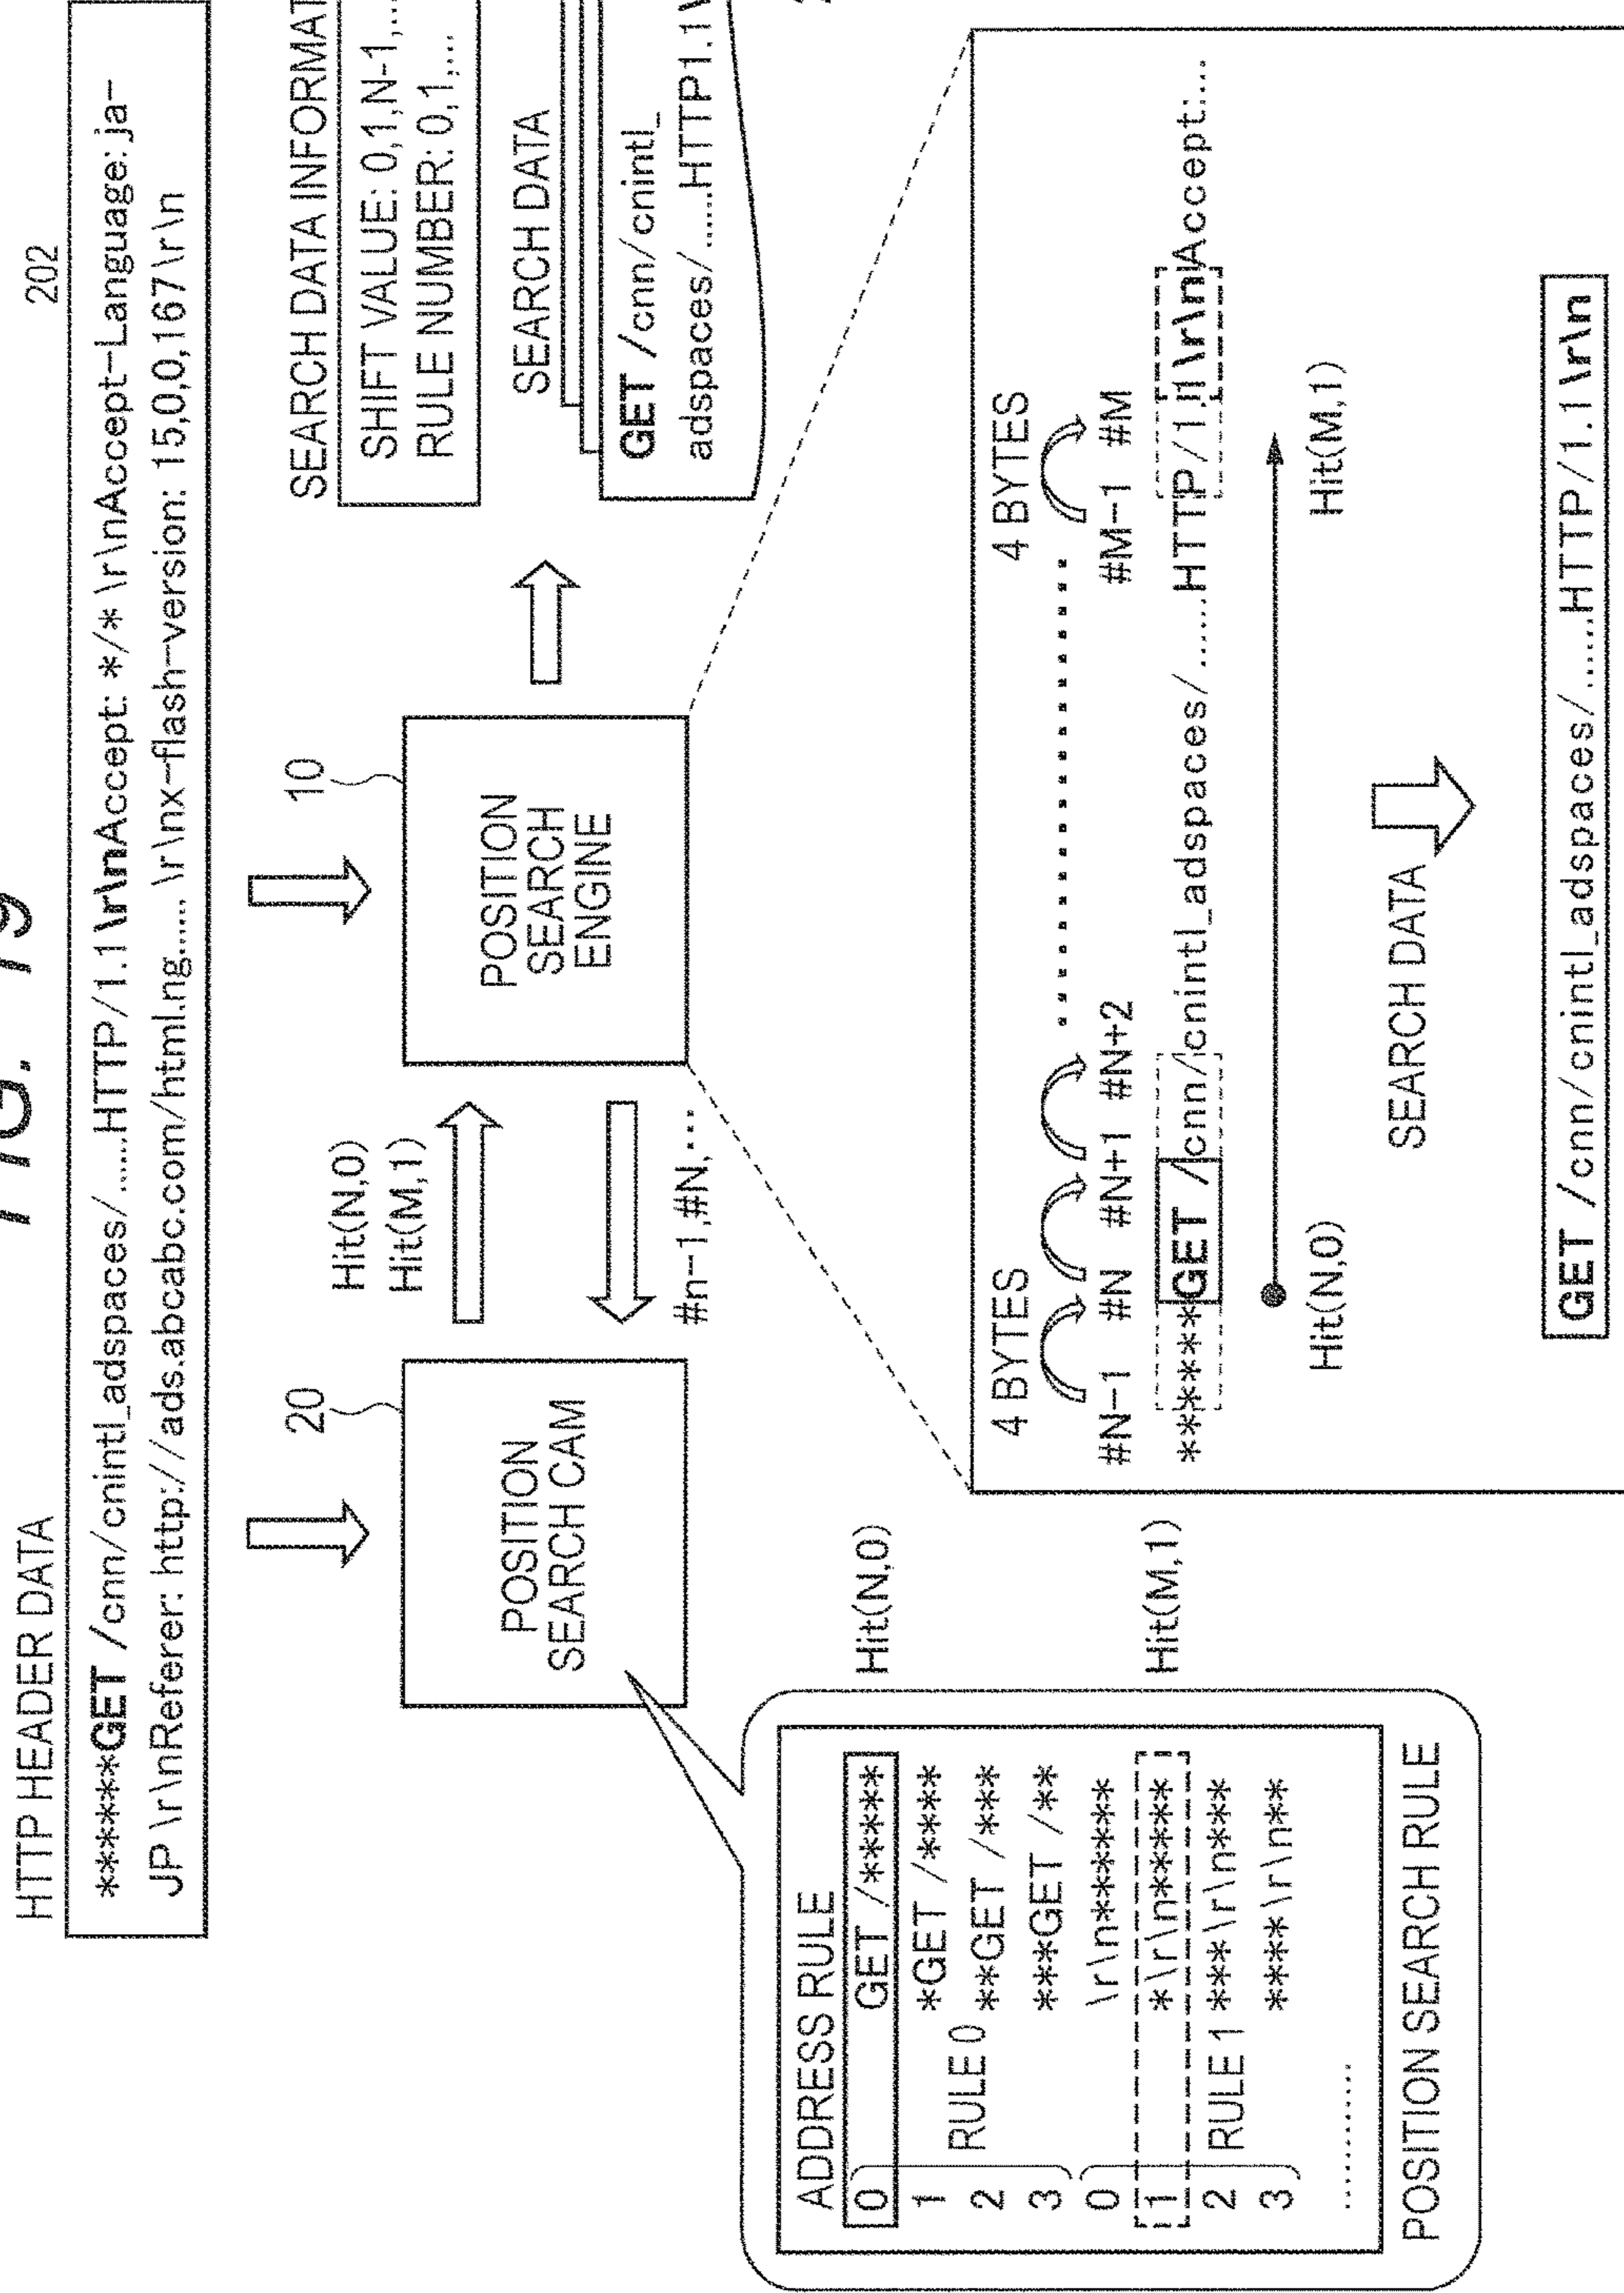 FIG. 19
HTTP HEADER DATA
202
******GET /cnn/cnintl_adspaces/......HTTP/1.1\r\nAccept: */* \r\nAccept-Language: ja-
JP \r\nReferer: http://ads.abcabc.com/html.ng..... \r\nx-flash-version: 15,0,0,167 \r\n
20
POSITION
SEARCH CAM
Hit(N,0)
Hit(M,1)
#n-1,#N,...
10
POSITION
SEARCH
ENGINE
SEARCH DATA INFORMAT
SHIFT VALUE: 0,1,N-1,...
RULE NUMBER: 0,1,...
SEARCH DATA
GET /cnn/cnintl_
adspaces/......HTTP1.1\
ADDRESS RULE
0 GET /*****
1 *GET /****
RULE 0
2 **GET /***
3 ***GET /**
0 \r\n*******
1 *\r\n*****
RULE 1
2 ***\r\n***
3 ****\r\n**
..........
POSITION SEARCH RULE
Hit(N,0)
Hit(M,1)
4 BYTES
4 BYTES
#N-1 #N #N+1 #N+2
#M-1 #M
******GET /cnn/cnintl_adspaces/......HTTP/1.1\r\nAccept:...
Hit(N,0)
Hit(M,1)
SEARCH DATA
GET /cnn/cnintl_adspaces/......HTTP/1.1\r\n